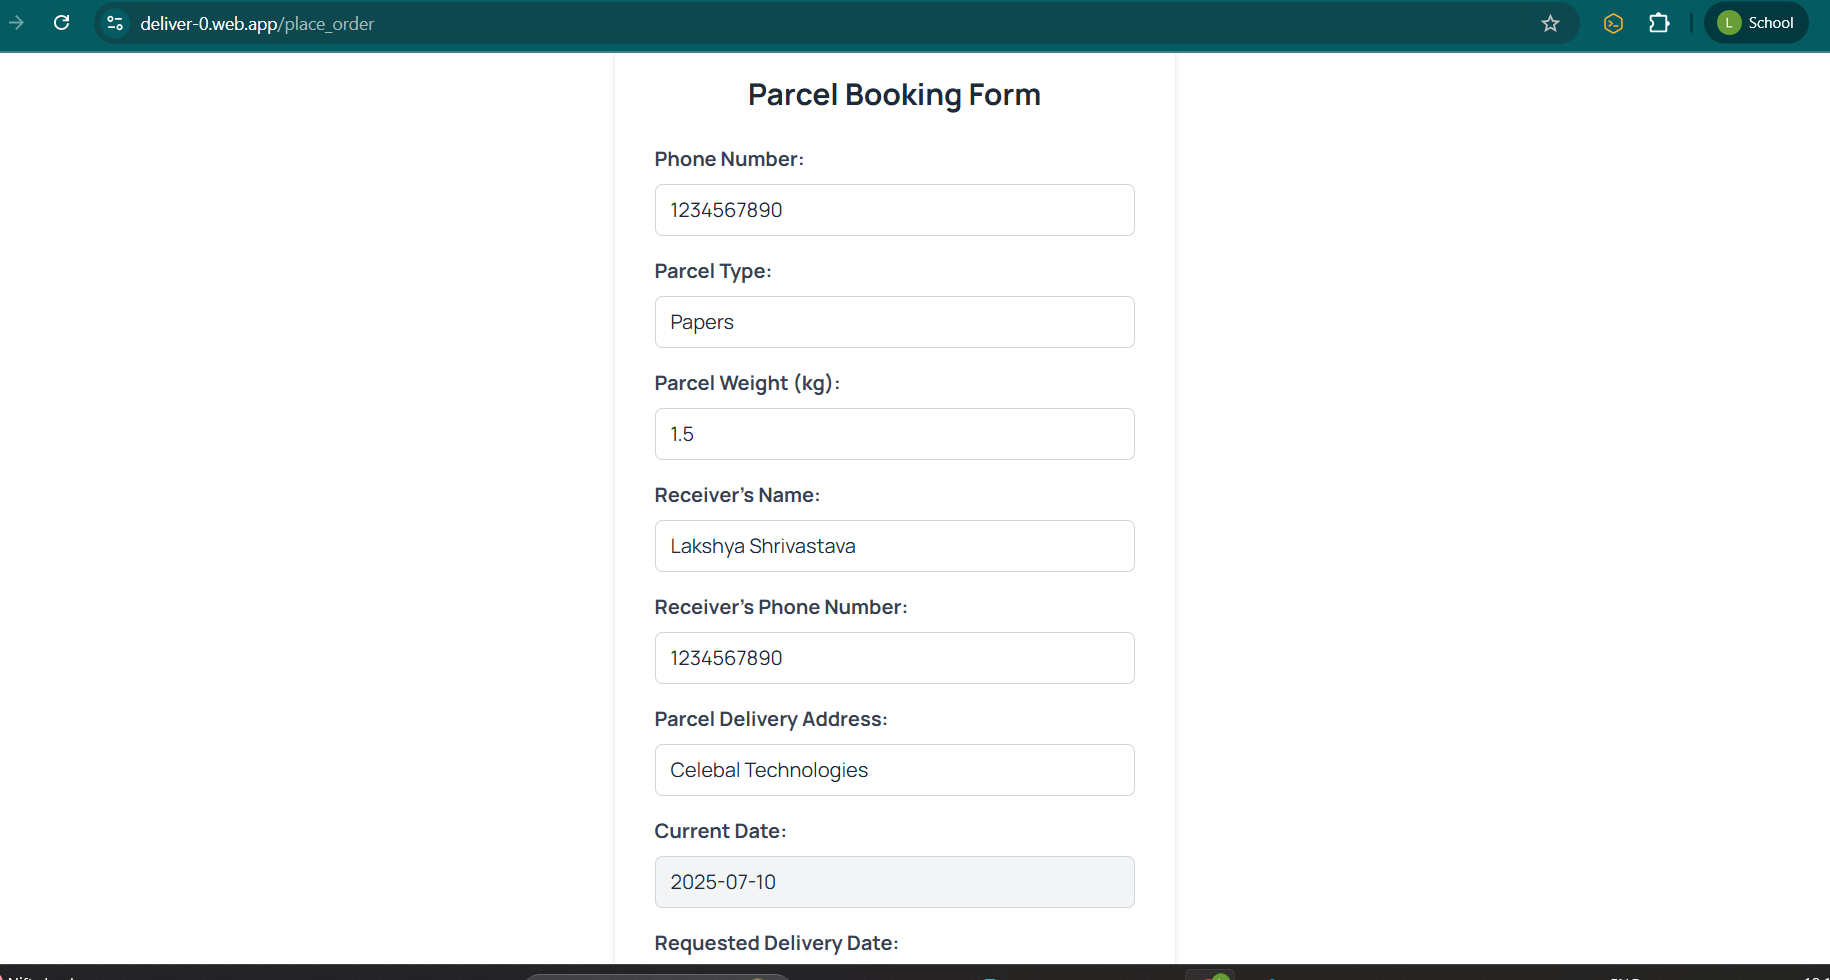 deliver-0.web.app/place_order
L School
Parcel Booking Form
Phone Number:
1234567890
Parcel Type:
Papers
Parcel Weight (kg):
1.5
Receiver's Name:
Lakshya Shrivastava
Receiver's Phone Number:
1234567890
Parcel Delivery Address:
Celebal Technologies
Current Date:
2025-07-10
Requested Delivery Date: